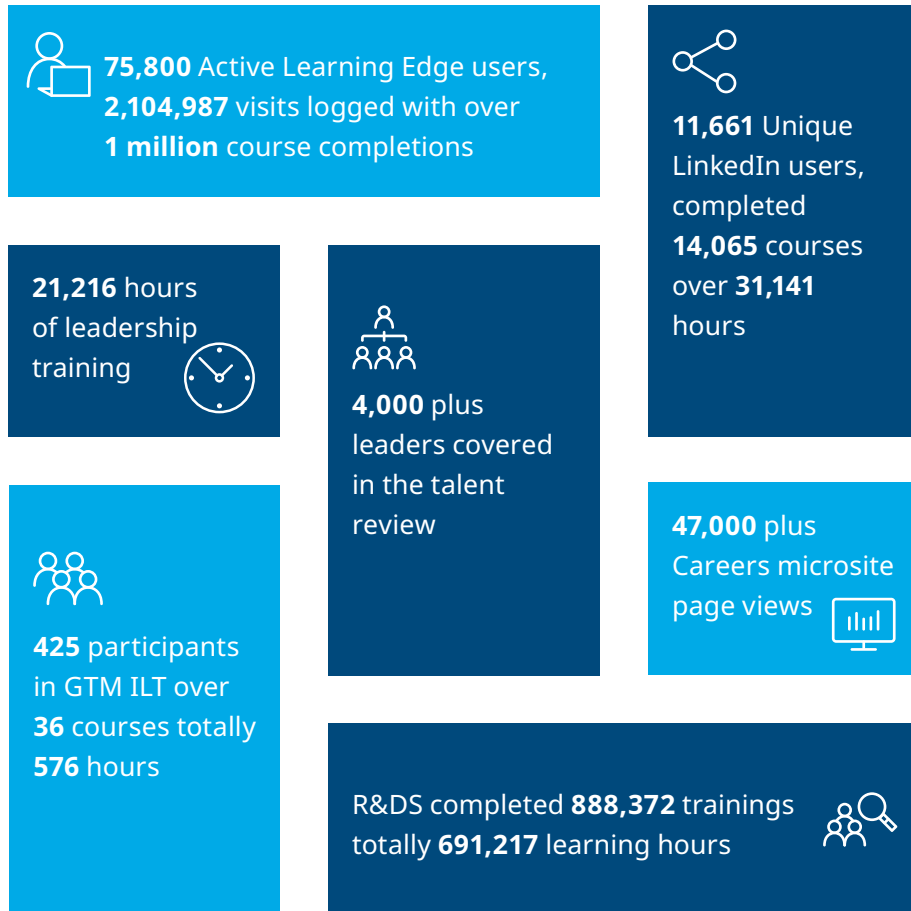 75,800 Active Learning Edge users,
2,104,987 visits logged with over
1 million course completions
11,661 Unique
LinkedIn users,
completed
14,065 courses
over 31,141
hours
21,216 hours
of leadership
training
4,000 plus
leaders covered
in the talent
review
47,000 plus
Careers microsite
page views
425 participants
in GTM ILT over
36 courses totally
576 hours
R&DS completed 888,372 trainings
totally 691,217 learning hours